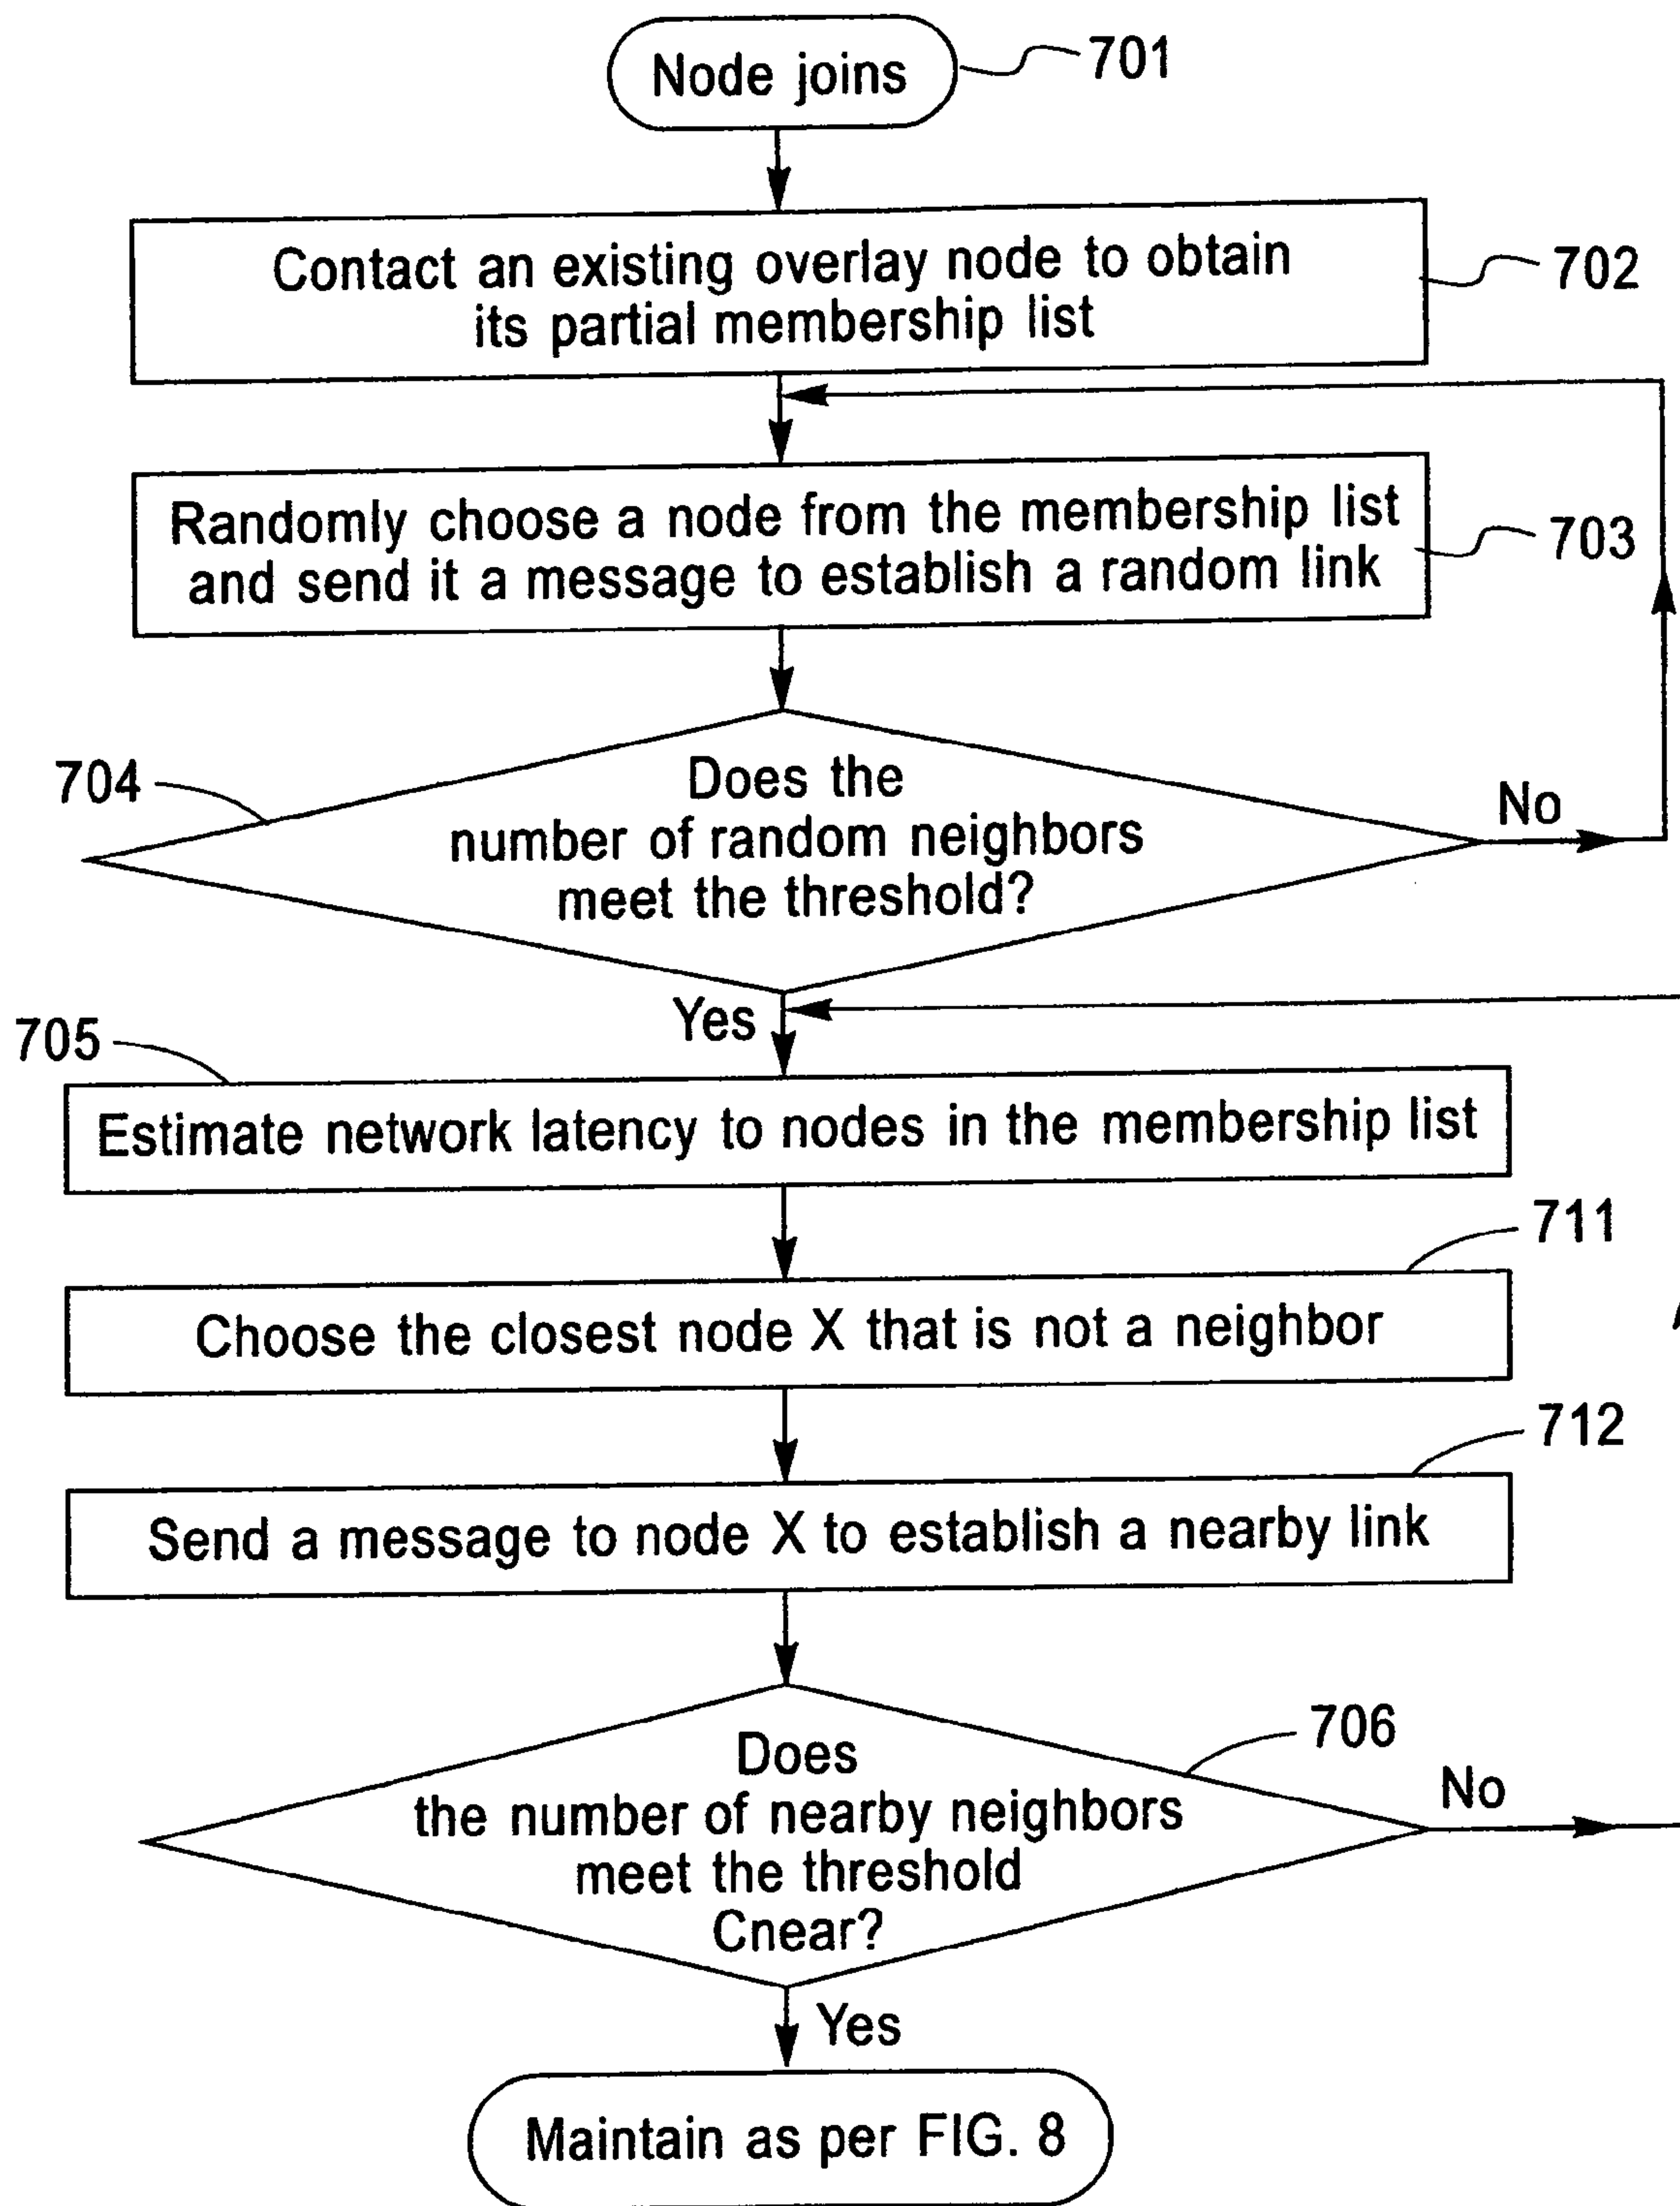 Node joins
701
Contact an existing overlay node to obtain
its partial membership list
702
Randomly choose a node from the membership list
and send it a message to establish a random link
703
704
Does the
number of random neighbors
meet the threshold?
No
Yes
705
Estimate network latency to nodes in the membership list
711
Choose the closest node X that is not a neighbor
712
Send a message to node X to establish a nearby link
706
Does
the number of nearby neighbors
meet the threshold
Cnear?
No
Yes
Maintain as per FIG. 8